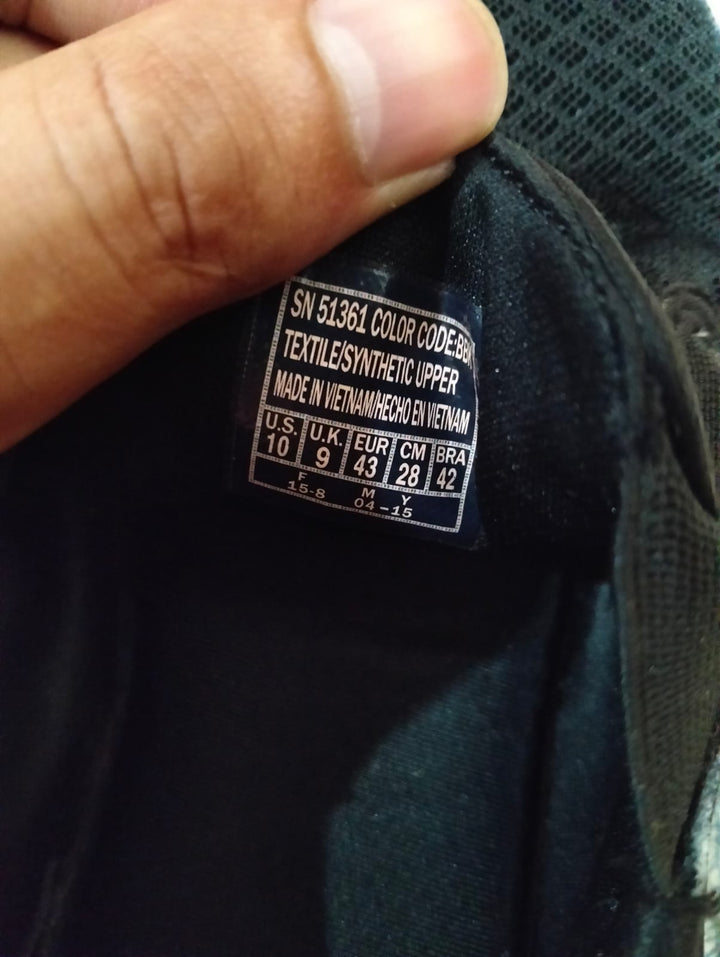 SN 51361 COLOR CODE:BBK
TEXTILE/SYNTHETIC UPPER
MADE IN VIETNAM/HECHO EN VIETNAM
U.S. U.K. EUR CM BRA
10 9 43 28 42
F M Y
15-8 04-15